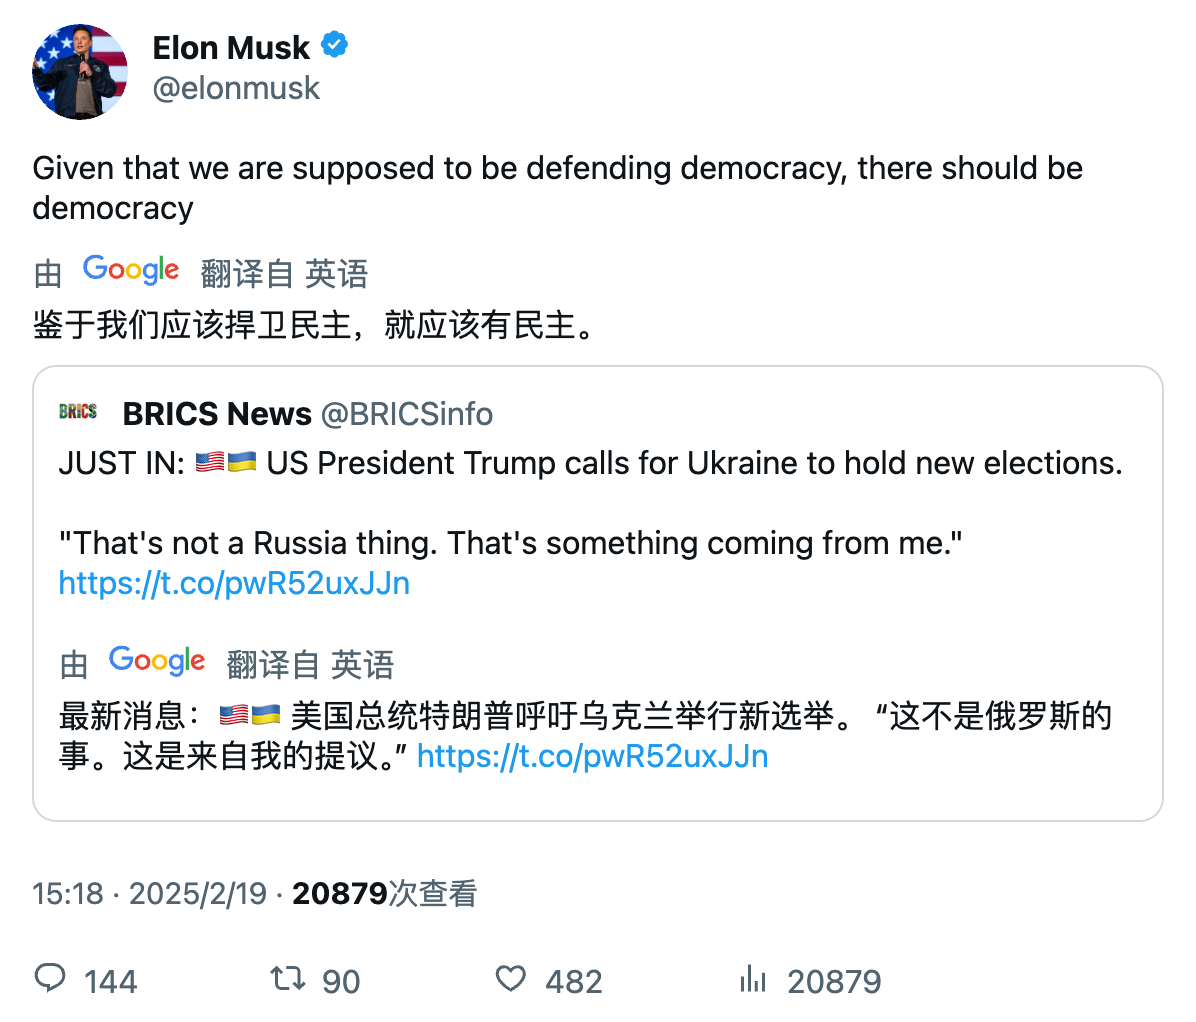 Elon Musk
@elonmusk
Given that we are supposed to be defending democracy, there should be
democracy
由 Google 翻译自 英语
鉴于我们应该捍卫民主，就应该有民主。
BRICS BRICS News @BRICSinfo
JUST IN: 🇺🇸🇺🇦 US President Trump calls for Ukraine to hold new elections.
"That's not a Russia thing. That's something coming from me."
https://t.co/pwR52uxJJn
由 Google 翻译自 英语
最新消息：🇺🇸🇺🇦 美国总统特朗普呼吁乌克兰举行新选举。 “这不是俄罗斯的
事。这是来自我的提议。” https://t.co/pwR52uxJJn
15:18 · 2025/2/19 · 20879次查看
144 90 482 20879